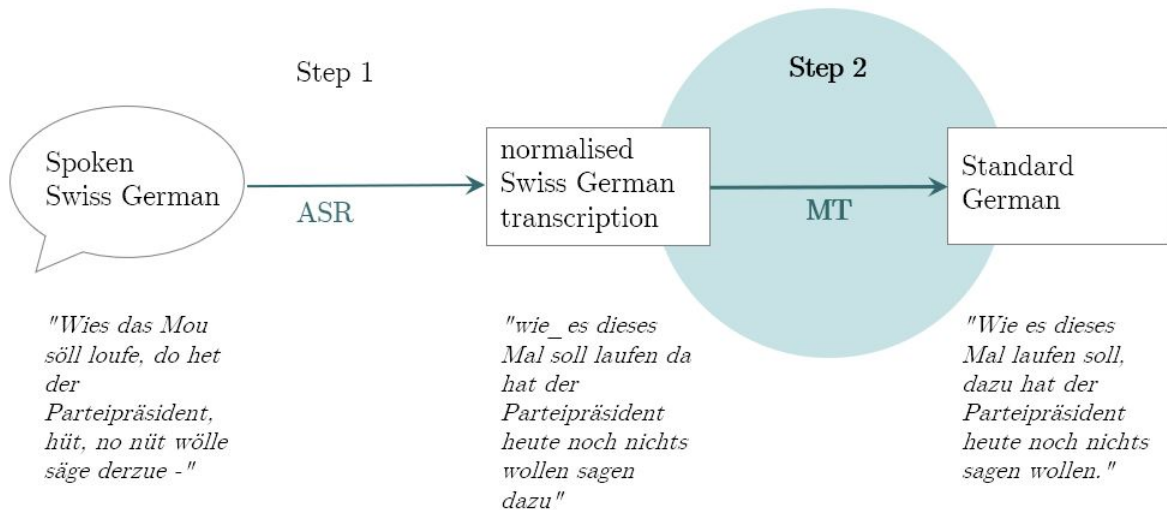 Step 1
Step 2
Spoken
Swiss German
ASR
normalised
Swiss German
transcription
MT
Standard
German
"Wies das Mou
söll loufe, do het
der
Parteipräsident,
hüt, no nüt wölle
säge derzue -"
"wie_es dieses
Mal soll laufen da
hat der
Parteipräsident
heute noch nichts
wollen sagen
dazu"
"Wie es dieses
Mal laufen soll,
dazu hat der
Parteipräsident
heute noch nichts
sagen wollen."